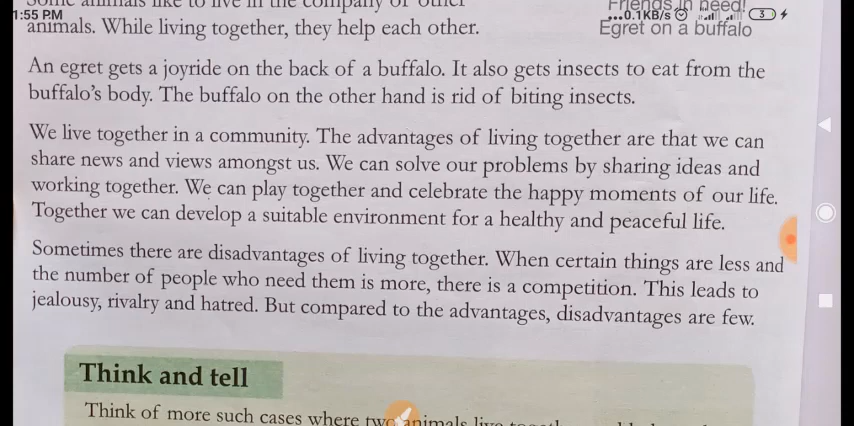 Some animals like to live in the company of other
Friends in need!
1:55 PM
...0.1KB/s
3
animals. While living together, they help each other.
Egret on a buffalo
An egret gets a joyride on the back of a buffalo. It also gets insects to eat from the
buffalo's body. The buffalo on the other hand is rid of biting insects.
We live together in a community. The advantages of living together are that we can
share news and views amongst us. We can solve our problems by sharing ideas and
working together. We can play together and celebrate the happy moments of our life.
Together we can develop a suitable environment for a healthy and peaceful life.
Sometimes there are disadvantages of living together. When certain things are less and
the number of people who need them is more, there is a competition. This leads to
jealousy, rivalry and hatred. But compared to the advantages, disadvantages are few.
Think and tell
Think of more such cases where two animals live